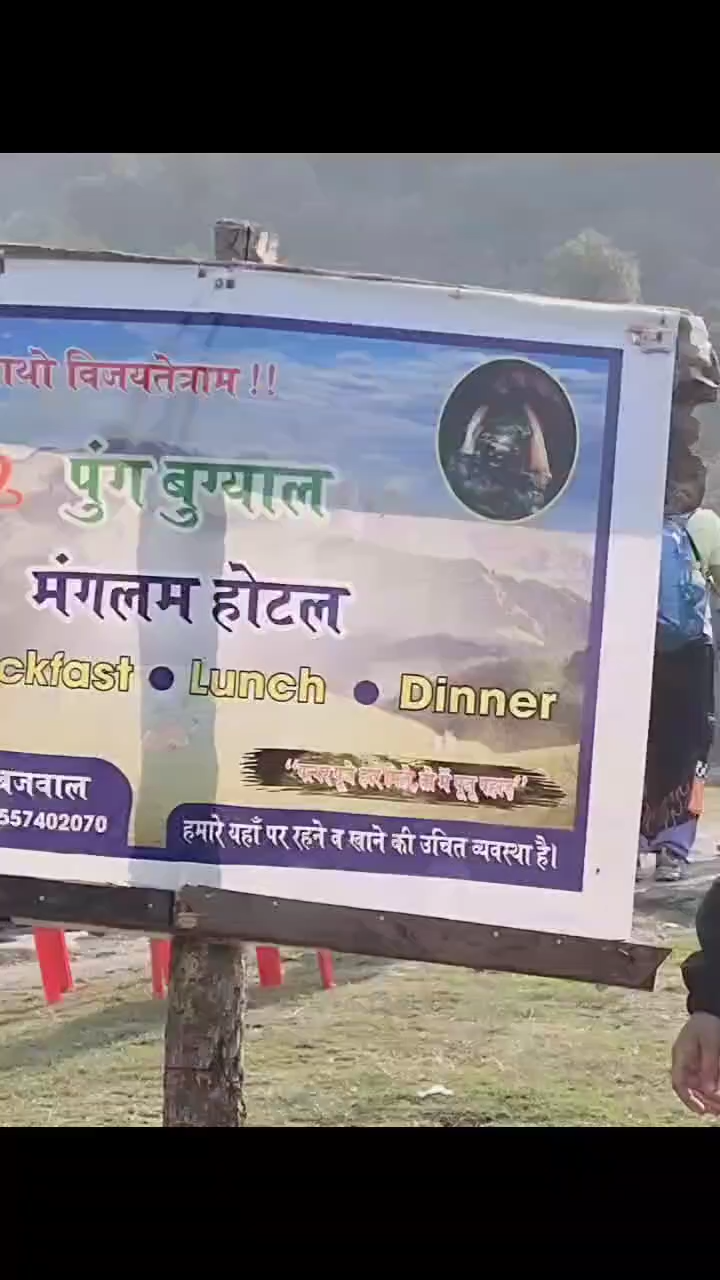 नाथो विजयतेत्राम !!
पुंग बुग्याल
मंगलम होटल
ckfast • Lunch • Dinner
बजवाल
557402070
हमारे यहाँ पर रहने व खाने की उचित व्यवस्था है।